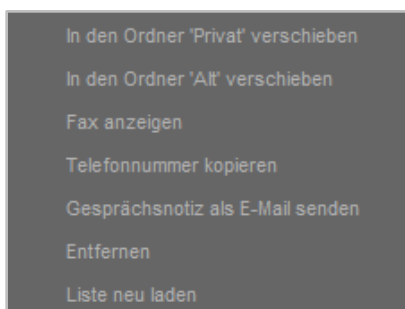 In den Ordner 'Privat' verschieben
In den Ordner 'Alt' verschieben
Fax anzeigen
Telefonnummer kopieren
Gesprächsnotiz als E-Mail senden
Entfernen
Liste neu laden